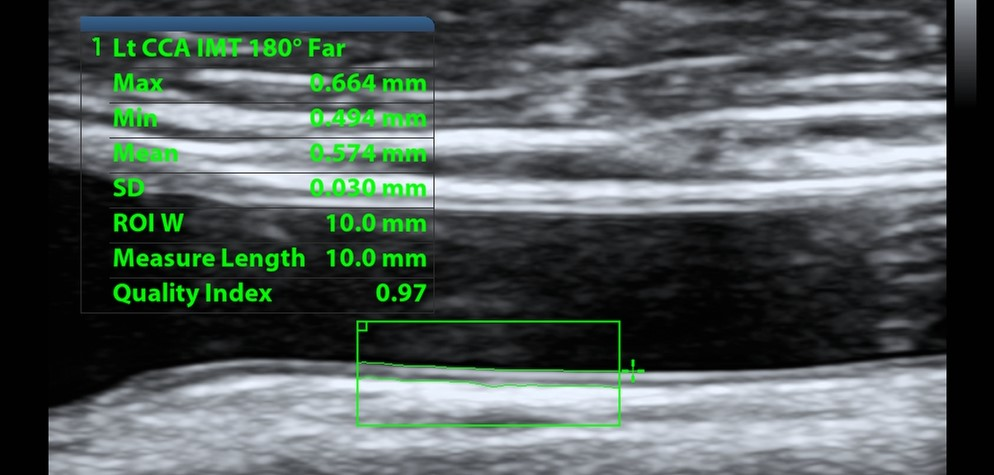 1 Lt CCA IMT 180° Far
Max 0.664 mm
Min 0.494 mm
Mean 0.574 mm
SD 0.030 mm
ROI W 10.0 mm
Measure Length 10.0 mm
Quality Index 0.97